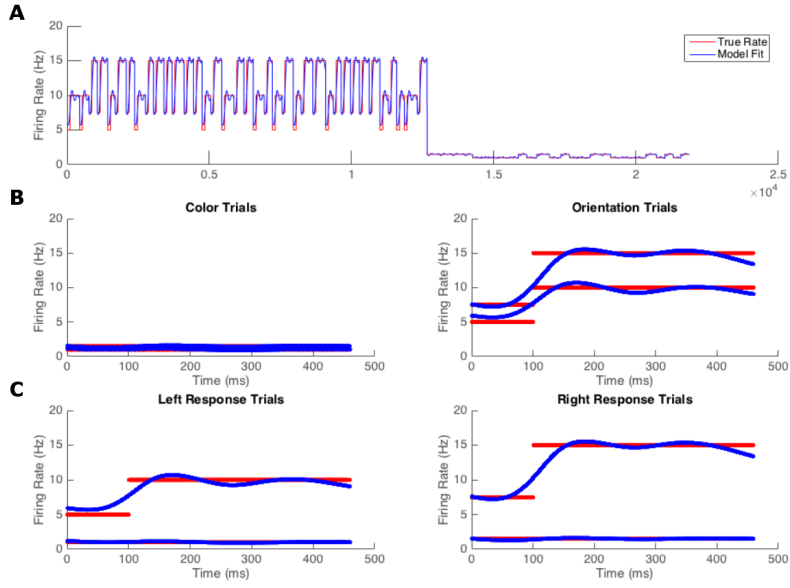 A
20
15
10
5
0
Firing Rate (Hz)
True Rate
Model Fit
0 0.5 1 1.5 2 2.5
×10⁴
B
Color Trials
20
15
10
5
0
Firing Rate (Hz)
0 100 200 300 400 500
Time (ms)
Orientation Trials
20
15
10
5
0
Firing Rate (Hz)
0 100 200 300 400 500
Time (ms)
C
Left Response Trials
20
15
10
5
0
Firing Rate (Hz)
0 100 200 300 400 500
Time (ms)
Right Response Trials
20
15
10
5
0
Firing Rate (Hz)
0 100 200 300 400 500
Time (ms)